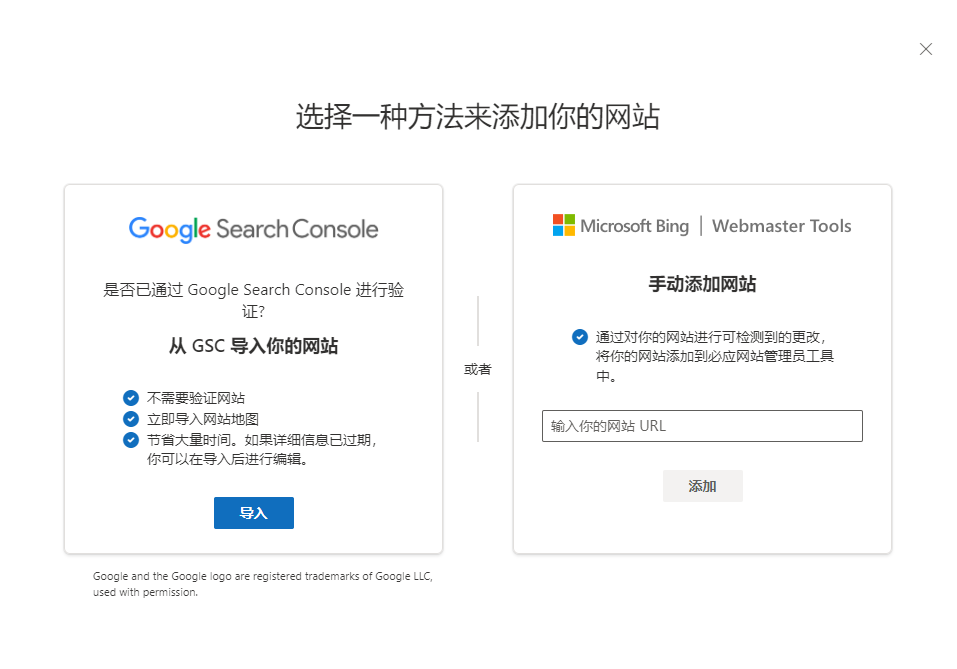 选择一种方法来添加你的网站
Google Search Console
是否已通过 Google Search Console 进行验
证?
从 GSC 导入你的网站
不需要验证网站
立即导入网站地图
节省大量时间。如果详细信息已过期，
你可以在导入后进行编辑。
导入
Google and the Google logo are registered trademarks of Google LLC,
used with permission.
或者
Microsoft Bing | Webmaster Tools
手动添加网站
通过对你的网站进行可检测到的更改，
将你的网站添加到必应网站管理员工具
中。
输入你的网站 URL
添加